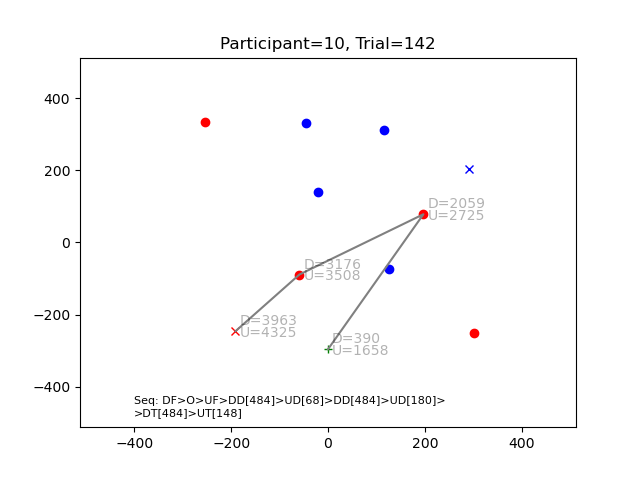 Participant=10, Trial=142
400
200
0
−200
−400
D=2059
U=2725
D=3176
U=3508
D=3963
U=4325
D=390
U=1658
Seq: DF>O>UF>DD[484]>UD[68]>DD[484]>UD[180]>
>DT[484]>UT[148]
−400 −200 0 200 400